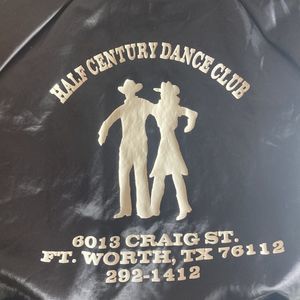 HALF CENTURY DANCE CLUB
6013 CRAIG ST.
FT. WORTH, TX 76112
292-1412